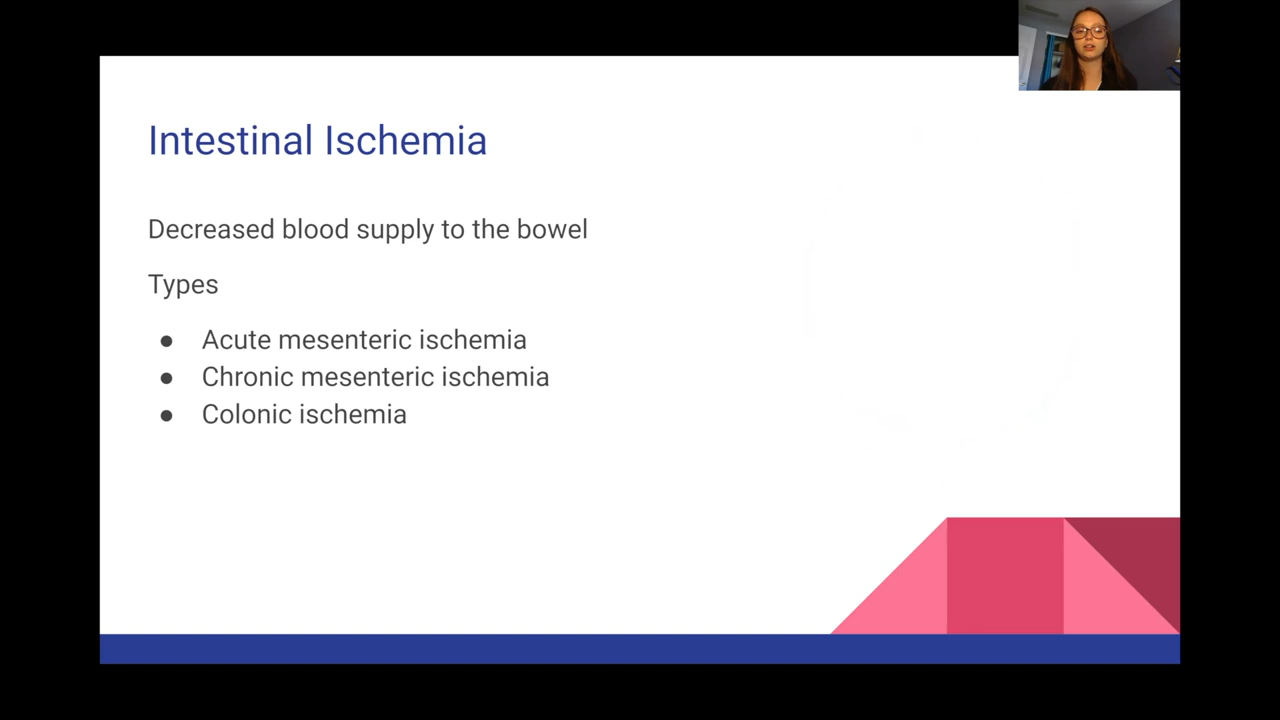 Intestinal Ischemia
Decreased blood supply to the bowel
Types
● Acute mesenteric ischemia
● Chronic mesenteric ischemia
● Colonic ischemia